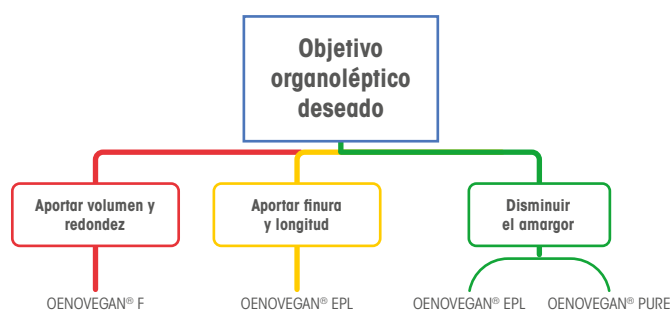 Objetivo
organoléptico
deseado
Aportar volumen y
redondez
Aportar finura
y longitud
Disminuir
el amargor
OENOVEGAN® F
OENOVEGAN® EPL
OENOVEGAN® EPL
OENOVEGAN® PURE